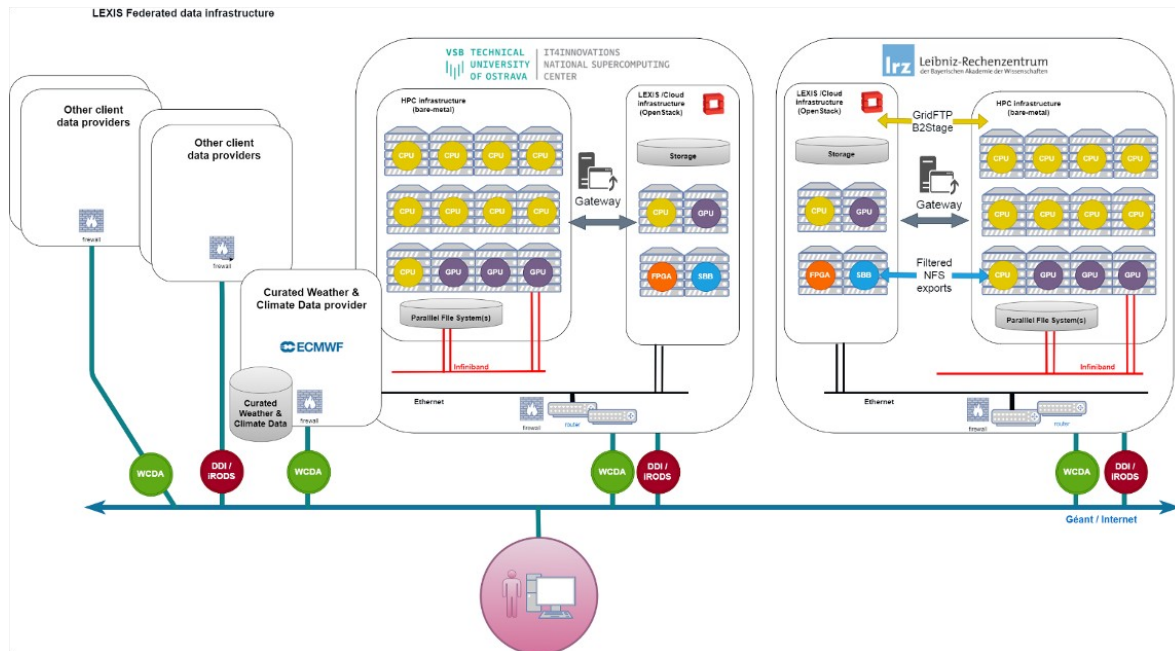 LEXIS Federated data infrastructure
Other client
data providers
firewall
Other client
data providers
firewall
Curated Weather &
Climate Data provider
ECMWF
Curated
Weather &
Climate Data
firewall
VSB TECHNICAL
UNIVERSITY
OF OSTRAVA
IT4INNOVATIONS
NATIONAL SUPERCOMPUTING
CENTER
HPC infrastructure
(bare-metal)
CPU CPU CPU CPU
CPU CPU CPU CPU
CPU GPU GPU GPU
Parallel File System(s)
Infiniband
Gateway
LEXIS /Cloud
infrastructure
(OpenStack)
Storage
CPU GPU
FPGA SBB
Ethernet
firewall
router
lrz
Leibniz-Rechenzentrum
der Bayerischen Akademie der Wissenschaften
LEXIS /Cloud
infrastructure
(OpenStack)
Storage
CPU GPU
FPGA SBB
GridFTP
B2Stage
Gateway
Filtered
NFS
exports
HPC infrastructure
(bare-metal)
CPU CPU CPU CPU
CPU CPU CPU CPU
CPU GPU GPU GPU
Parallel File System(s)
Infiniband
Ethernet
firewall
router
WCDA
DDI /
iRODS
WCDA
WCDA
DDI /
iRODS
WCDA
DDI /
iRODS
Géant / Internet